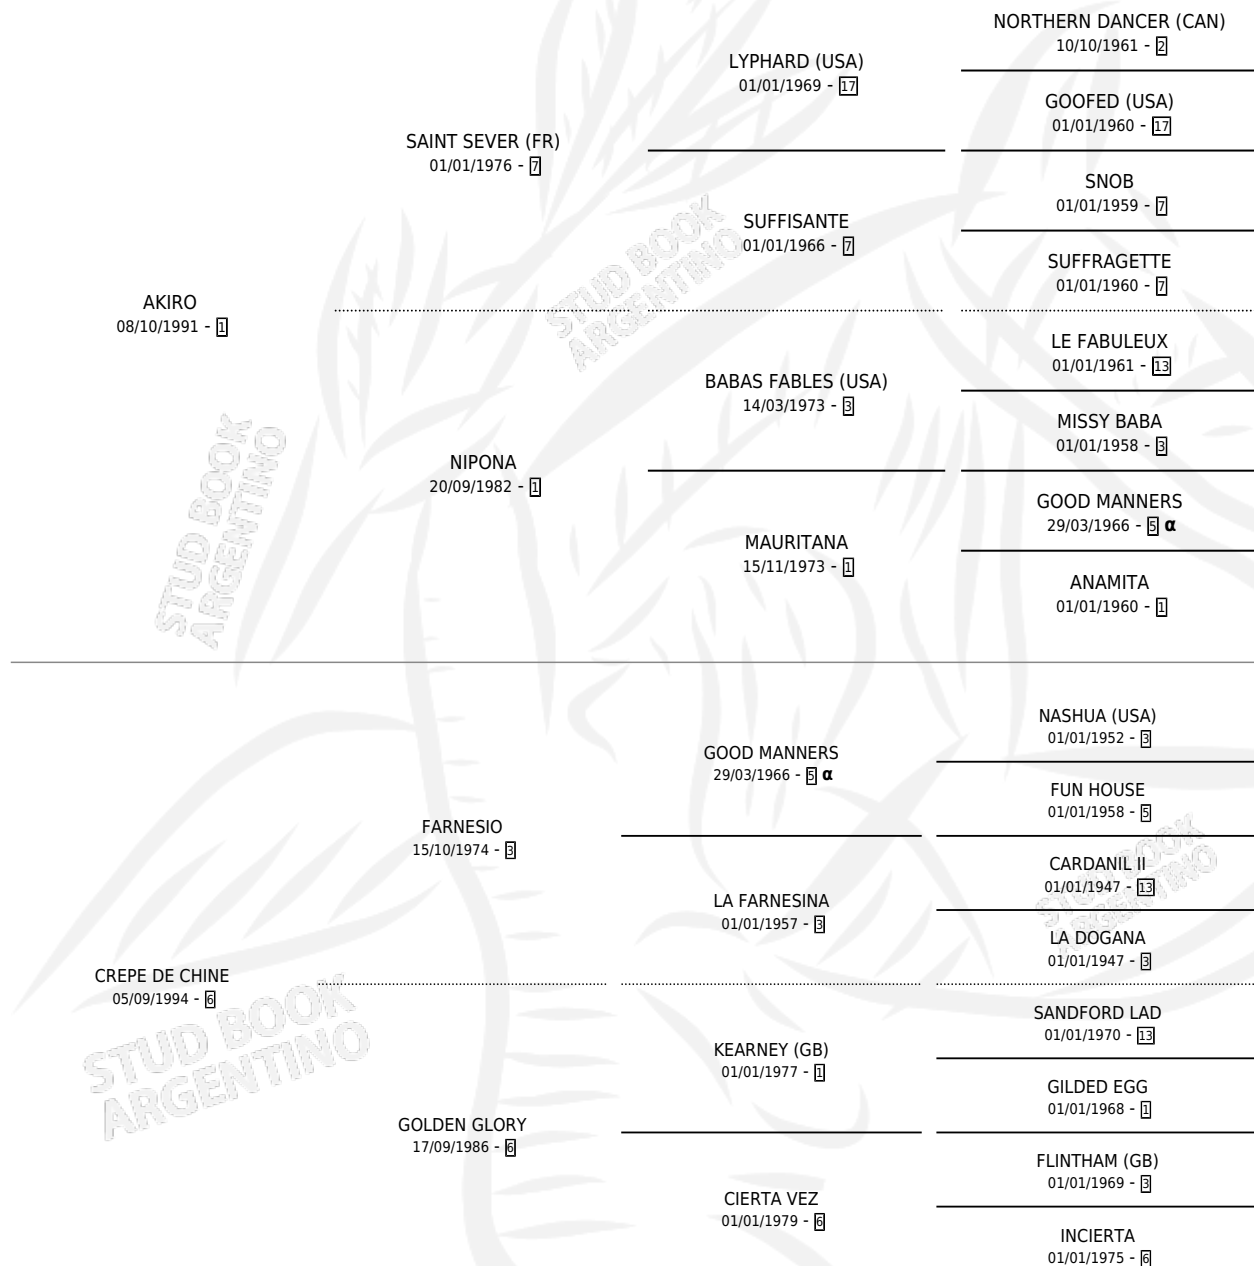 NORTHERN DANCER (CAN)
10/10/1961 - 2
LYPHARD (USA)
01/01/1969 - 17
GOOFED (USA)
01/01/1960 - 17
SAINT SEVER (FR)
01/01/1976 - 7
SNOB
01/01/1959 - 7
SUFFISANTE
01/01/1966 - 7
SUFFRAGETTE
01/01/1960 - 7
AKIRO
08/10/1991 - 1
LE FABULEUX
01/01/1961 - 13
BABAS FABLES (USA)
14/03/1973 - 3
MISSY BABA
01/01/1958 - 3
NIPONA
20/09/1982 - 1
GOOD MANNERS
29/03/1966 - 5 α
MAURITANA
15/11/1973 - 1
ANAMITA
01/01/1960 - 1
NASHUA (USA)
01/01/1952 - 3
GOOD MANNERS
29/03/1966 - 5 α
FUN HOUSE
01/01/1958 - 5
FARNESIO
15/10/1974 - 3
CARDANIL II
01/01/1947 - 13
LA FARNESINA
01/01/1957 - 3
LA DOGANA
01/01/1947 - 3
CREPE DE CHINE
05/09/1994 - 6
SANDFORD LAD
01/01/1970 - 13
KEARNEY (GB)
01/01/1977 - 1
GILDED EGG
01/01/1968 - 1
GOLDEN GLORY
17/09/1986 - 6
FLINTHAM (GB)
01/01/1969 - 3
CIERTA VEZ
01/01/1979 - 6
INCIERTA
01/01/1975 - 6
STUD BOOK
ARGENTINO
STUD BOOK
ARGENTINO
STUD BOOK
ARGENTINO
STUD BOOK
ARGENTINO